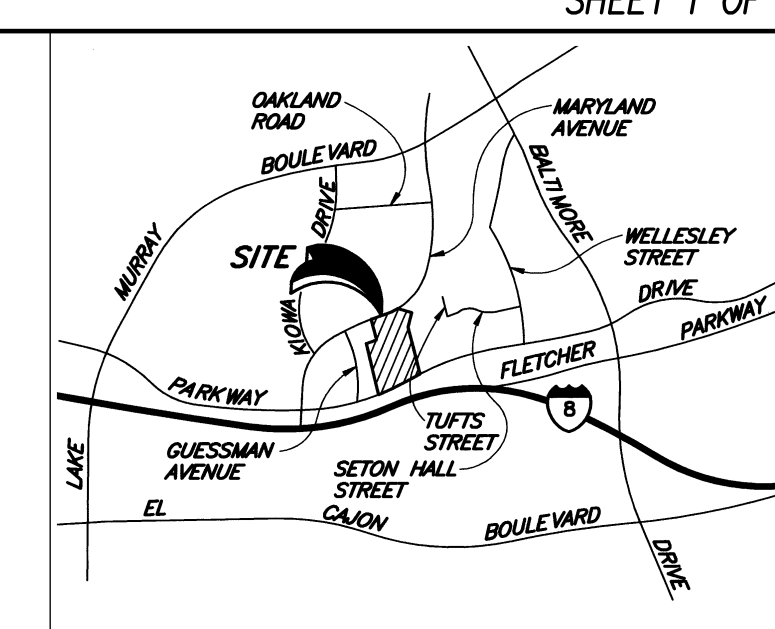 SHEET 1 OF
OAKLAND
ROAD
MARYLAND
AVENUE
BOULEVARD
BALTIMORE
DRIVE
MURRAY
SITE
WELLESLEY
STREET
DRIVE
KIOWA
PARKWAY
FLETCHER
PARKWAY
8
TUFTS
STREET
GUESSMAN
AVENUE
SETON HALL
STREET
LAKE
EL
CAJON
BOULEVARD
DRIVE